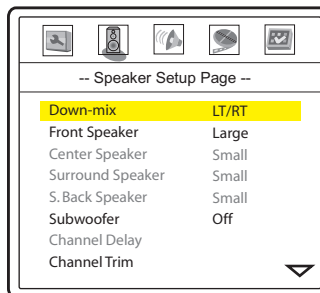 -- Speaker Setup Page --
Down-mix LT/RT
Front Speaker Large
Center Speaker Small
Surround Speaker Small
S. Back Speaker Small
Subwoofer Off
Channel Delay
Channel Trim